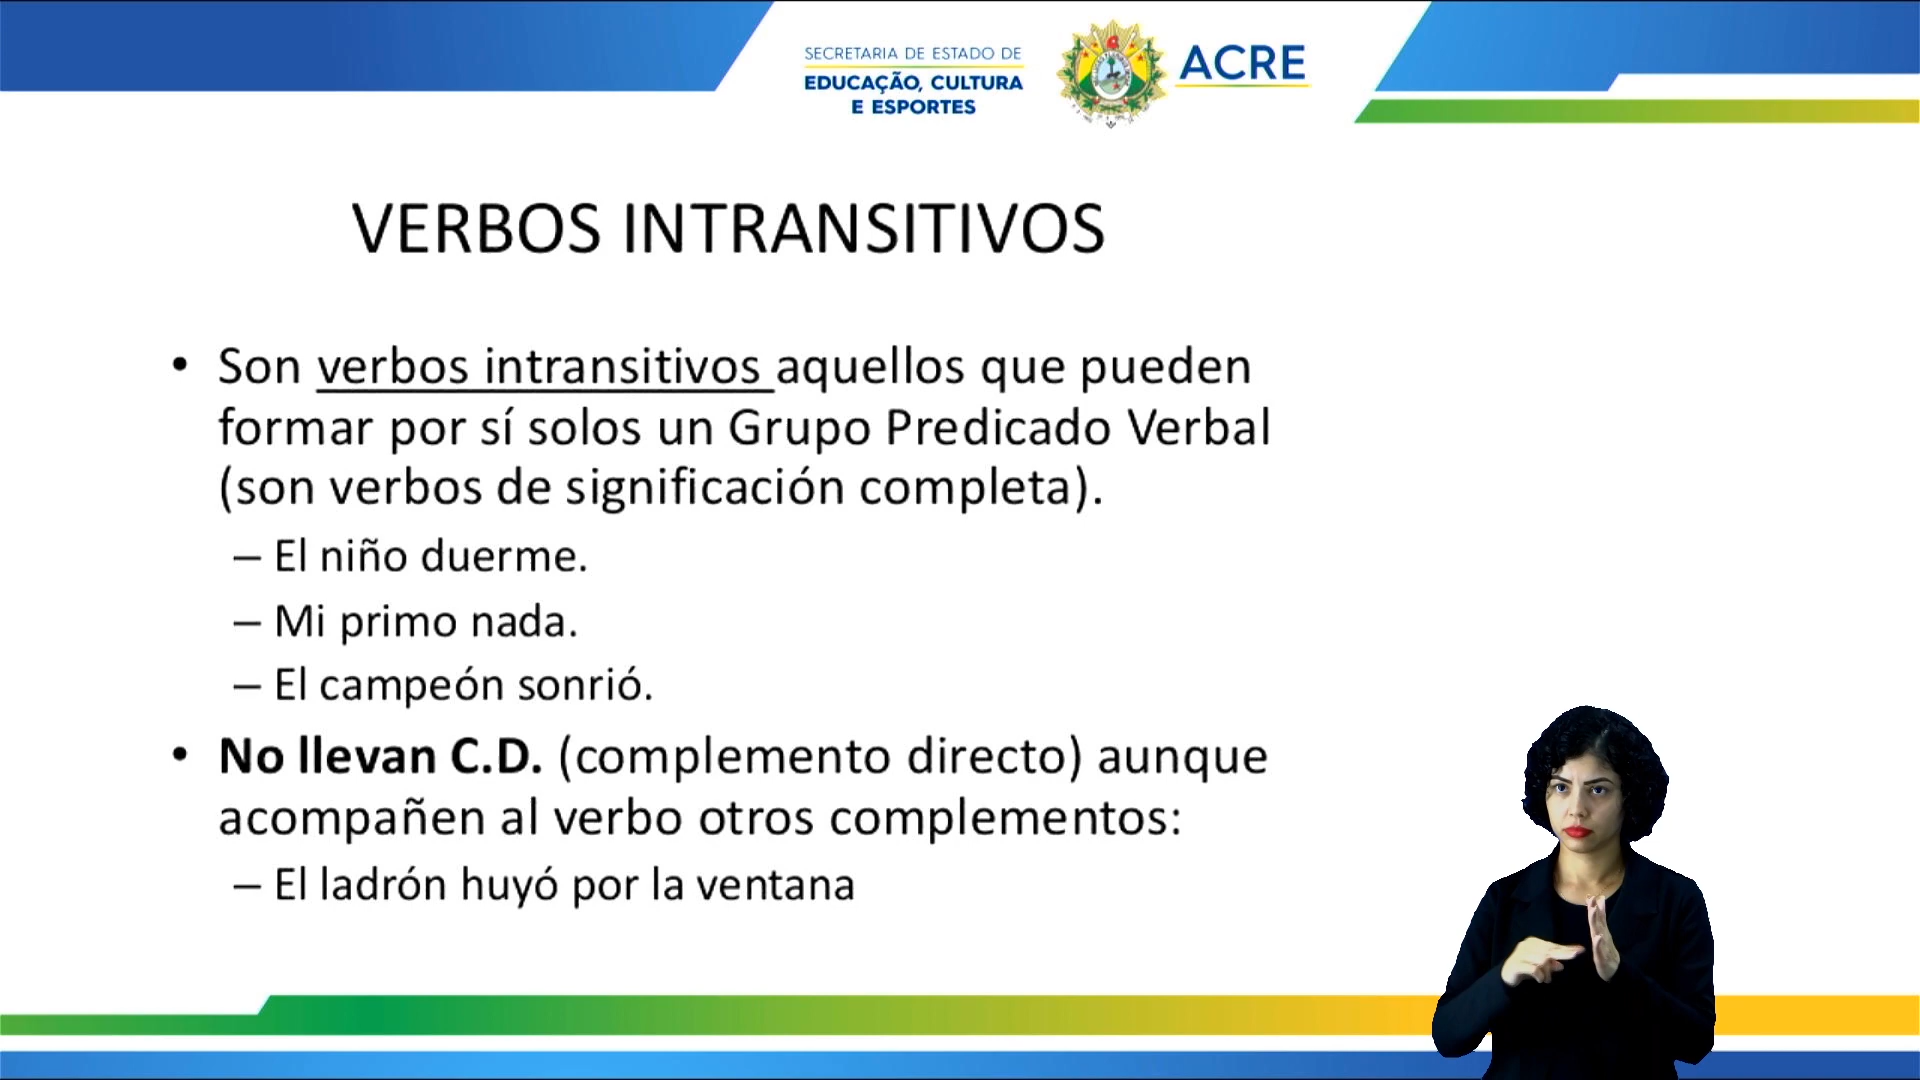 SECRETARIA DE ESTADO DE
EDUCAÇÃO, CULTURA
E ESPORTES
ACRE
VERBOS INTRANSITIVOS
• Son verbos intransitivos aquellos que pueden
formar por sí solos un Grupo Predicado Verbal
(son verbos de significación completa).
– El niño duerme.
– Mi primo nada.
– El campeón sonrió.
• No llevan C.D. (complemento directo) aunque
acompañen al verbo otros complementos:
– El ladrón huyó por la ventana